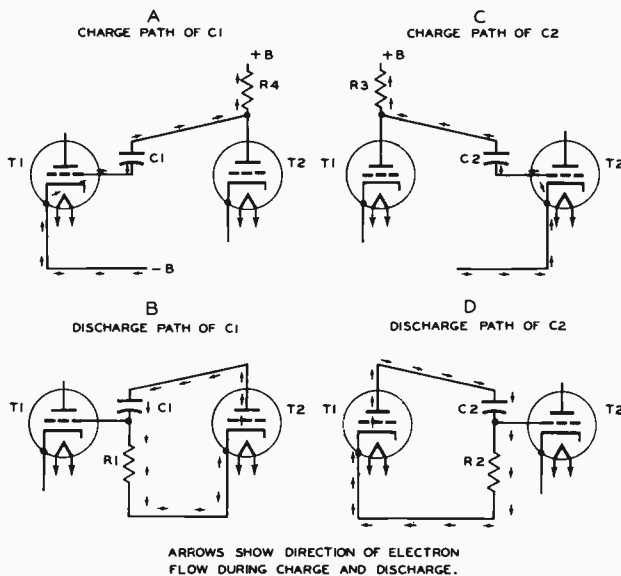 A
CHARGE PATH OF C1
+B
R4
T1
C1
T2
-B
C
CHARGE PATH OF C2
+B
R3
T1
C2
T2
B
DISCHARGE PATH OF C1
T1
C1
T2
R1
D
DISCHARGE PATH OF C2
T1
C2
T2
R2
ARROWS SHOW DIRECTION OF ELECTRON
FLOW DURING CHARGE AND DISCHARGE.